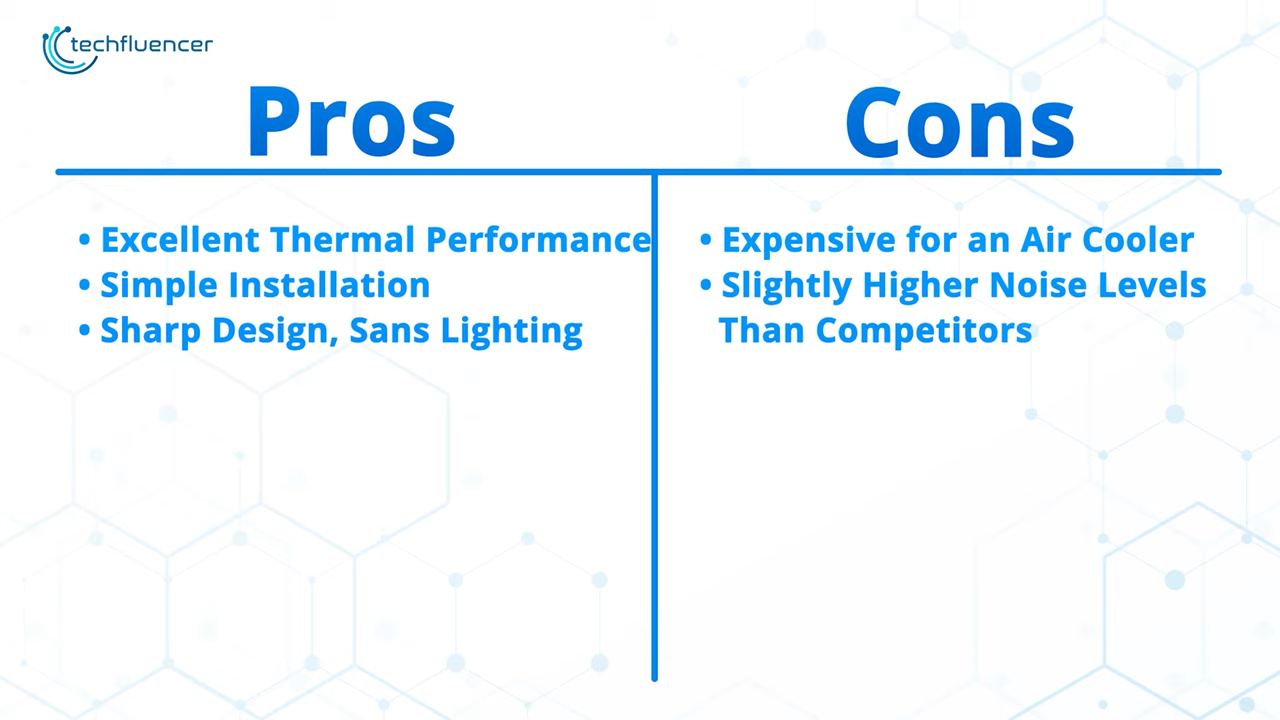 techfluencer
Pros
Cons
• Excellent Thermal Performance
• Simple Installation
• Sharp Design, Sans Lighting
• Expensive for an Air Cooler
• Slightly Higher Noise Levels
Than Competitors